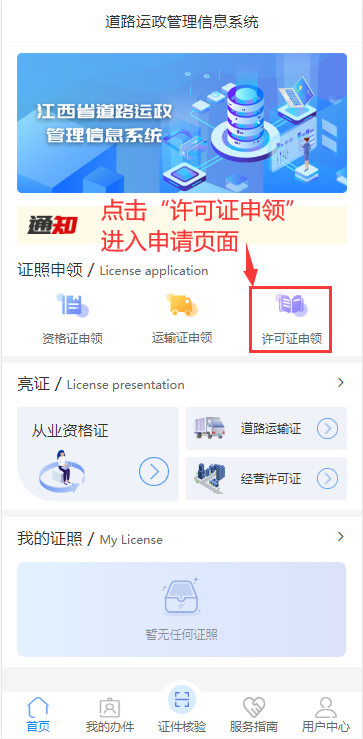 道路运政管理信息系统
江西省道路运政
管理信息系统
通知
点击“许可证申领”
进入申请页面
证照申领 / License application
资格证申领
运输证申领
许可证申领
亮证 / License presentation
从业资格证
道路运输证
经营许可证
我的证照 / My License
暂无任何证照
首页
我的办件
证件核验
服务指南
用户中心